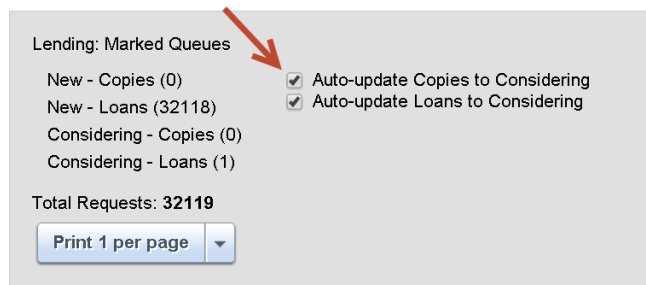 Lending: Marked Queues
New - Copies (0)
Auto-update Copies to Considering
New - Loans (32118)
Auto-update Loans to Considering
Considering - Copies (0)
Considering - Loans (1)
Total Requests: 32119
Print 1 per page